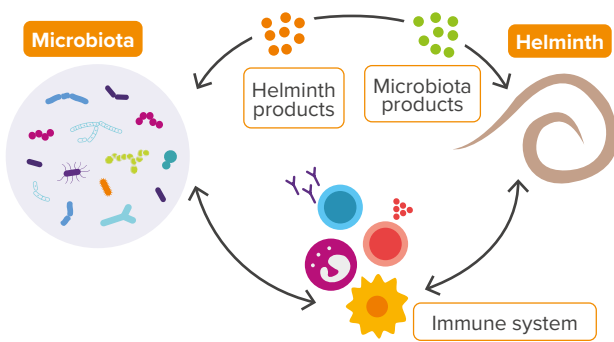 Microbiota
Helminth
Helminth
products
Microbiota
products
Immune system